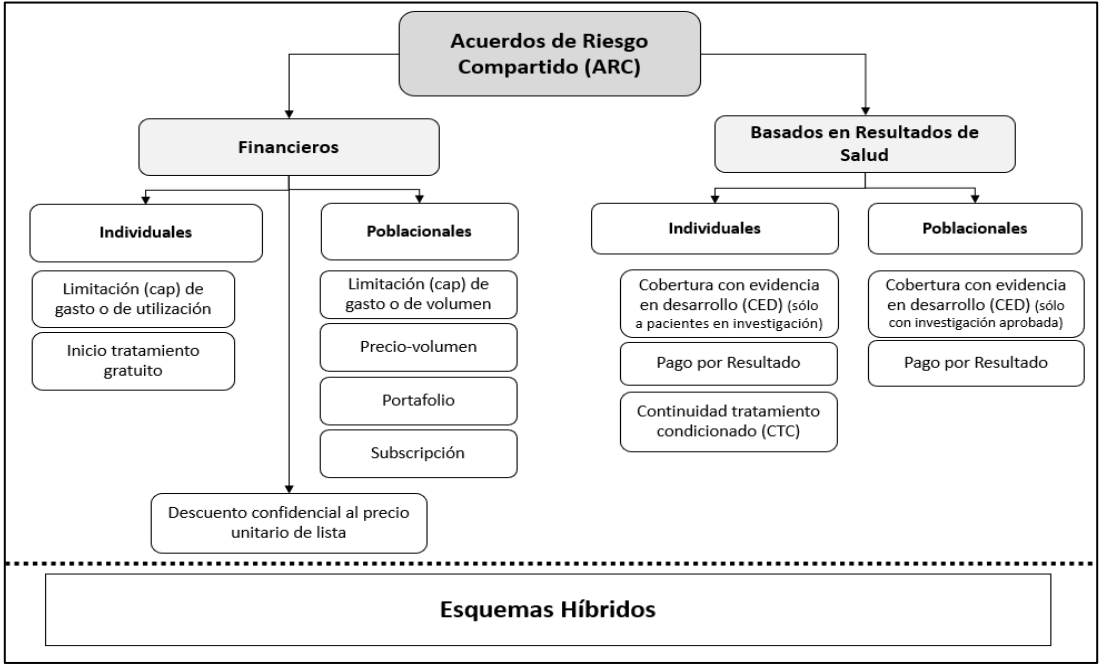 Acuerdos de Riesgo
Compartido (ARC)
Financieros
Individuales
Limitación (cap) de
gasto o de utilización
Inicio tratamiento
gratuito
Poblacionales
Limitación (cap) de
gasto o de volumen
Precio-volumen
Portafolio
Subscripción
Descuento confidencial al precio
unitario de lista
Basados en Resultados de
Salud
Individuales
Cobertura con evidencia
en desarrollo (CED) (sólo
a pacientes en investigación)
Pago por Resultado
Continuidad tratamiento
condicionado (CTC)
Poblacionales
Cobertura con evidencia
en desarrollo (CED) (sólo
con investigación aprobada)
Pago por Resultado
Esquemas Híbridos